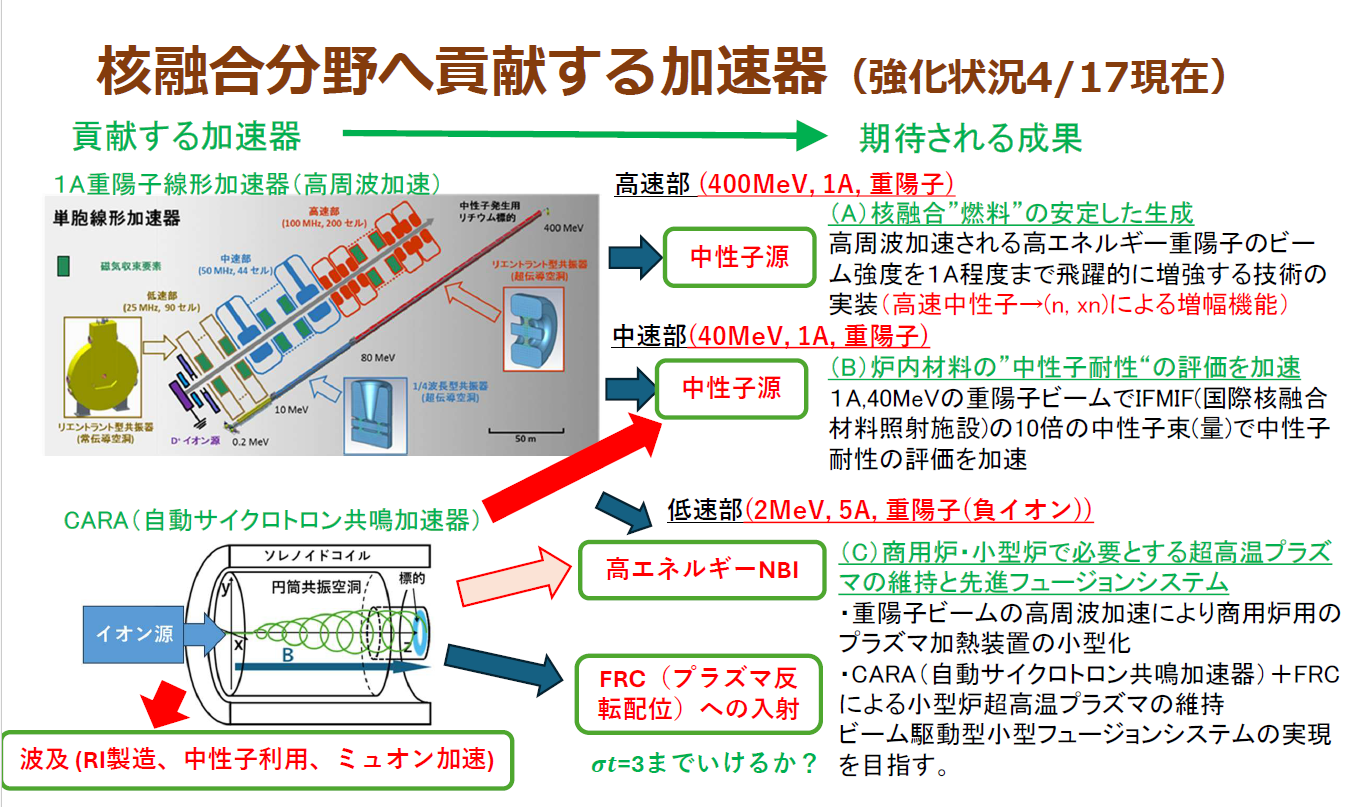 核融合分野へ貢献する加速器（強化状況4/17現在）
貢献する加速器
期待される成果
1A重陽子線形加速器（高周波加速）
単胞線形加速器
磁気収束要素
低速部
(25 MHz, 90 セル)
中速部
(50 MHz, 44 セル)
高速部
(100 MHz, 200 セル)
中性子発生用
リチウム標的
400 MeV
リエントラント型共振器
(超伝導空洞)
80 MeV
1/4波長型共振器
(超伝導空洞)
10 MeV
リエントラント型共振器
(常伝導空洞)
D⁺イオン源
0.2 MeV
50 m
高速部 (400MeV, 1A, 重陽子)
中性子源
（A）核融合”燃料”の安定した生成
高周波加速される高エネルギー重陽子のビー
ム強度を1A程度まで飛躍的に増強する技術の
実装（高速中性子→(n, xn)による増幅機能）
中速部(40MeV, 1A, 重陽子)
中性子源
（B）炉内材料の”中性子耐性“の評価を加速
1A,40MeVの重陽子ビームでIFMIF(国際核融合
材料照射施設)の10倍の中性子束(量)で中性子
耐性の評価を加速
CARA（自動サイクロトロン共鳴加速器）
ソレノイドコイル
円筒共振空洞
標的
イオン源
y
x
z
B
波及 (RI製造、中性子利用、ミュオン加速)
低速部(2MeV, 5A, 重陽子(負イオン))
高エネルギーNBI
FRC（プラズマ反
転配位）への入射
σt=3までいけるか？
（C）商用炉・小型炉で必要とする超高温プラズ
マの維持と先進フュージョンシステム
・重陽子ビームの高周波加速により商用炉用の
プラズマ加熱装置の小型化
・CARA（自動サイクロトロン共鳴加速器）＋FRC
による小型炉超高温プラズマの維持
ビーム駆動型小型フュージョンシステムの実現
を目指す。